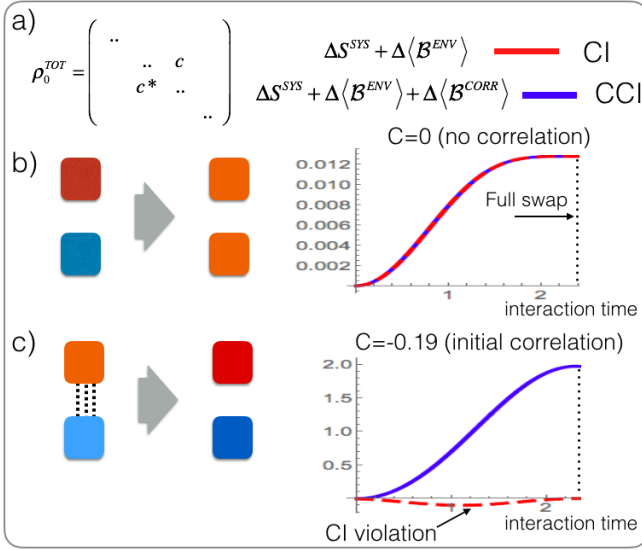 a)
ρ₀^TOT = ( .. .. c c* .. .. )
ΔS^SYS + Δ⟨𝓑^ENV⟩ CI
ΔS^SYS + Δ⟨𝓑^ENV⟩ + Δ⟨𝓑^CORR⟩ CCI
b)
C=0 (no correlation)
0.012
0.010
0.008
0.006
0.004
0.002
Full swap
1 2
interaction time
c)
C=-0.19 (initial correlation)
2.0
1.5
1.0
0.5
1 2
CI violation
interaction time